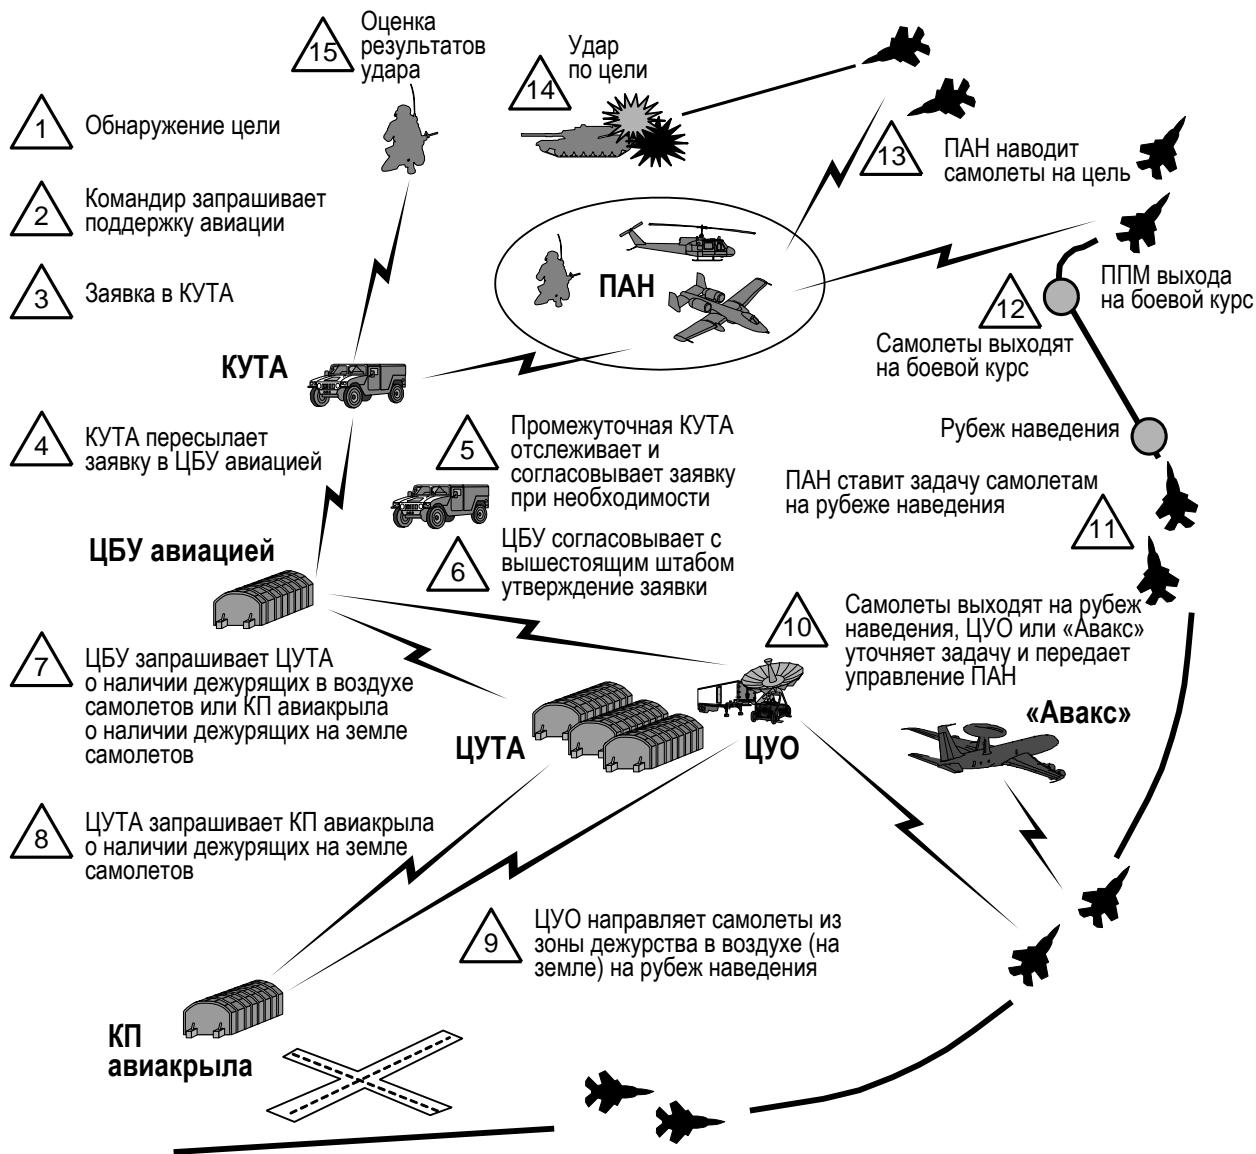 15
Оценка
результатов
удара
14
Удар
по цели
1
Обнаружение цели
13
ПАН наводит
самолеты на цель
2
Командир запрашивает
поддержку авиации
3
Заявка в КУТА
ПАН
ППМ выхода
на боевой курс
12
Самолеты выходят
на боевой курс
КУТА
Рубеж наведения
4
КУТА пересылает
заявку в ЦБУ авиацией
5
Промежуточная КУТА
отслеживает и
согласовывает заявку
при необходимости
ПАН ставит задачу самолетам
на рубеже наведения
11
ЦБУ авиацией
6
ЦБУ согласовывает с
вышестоящим штабом
утверждение заявки
10
Самолеты выходят на рубеж
наведения, ЦУО или «Авакс»
уточняет задачу и передает
управление ПАН
7
ЦБУ запрашивает ЦУТА
о наличии дежурящих в воздухе
самолетов или КП авиакрыла
о наличии дежурящих на земле
самолетов
«Авакс»
ЦУТА
ЦУО
8
ЦУТА запрашивает КП авиакрыла
о наличии дежурящих на земле
самолетов
9
ЦУО направляет самолеты из
зоны дежурства в воздухе (на
земле) на рубеж наведения
КП
авиакрыла